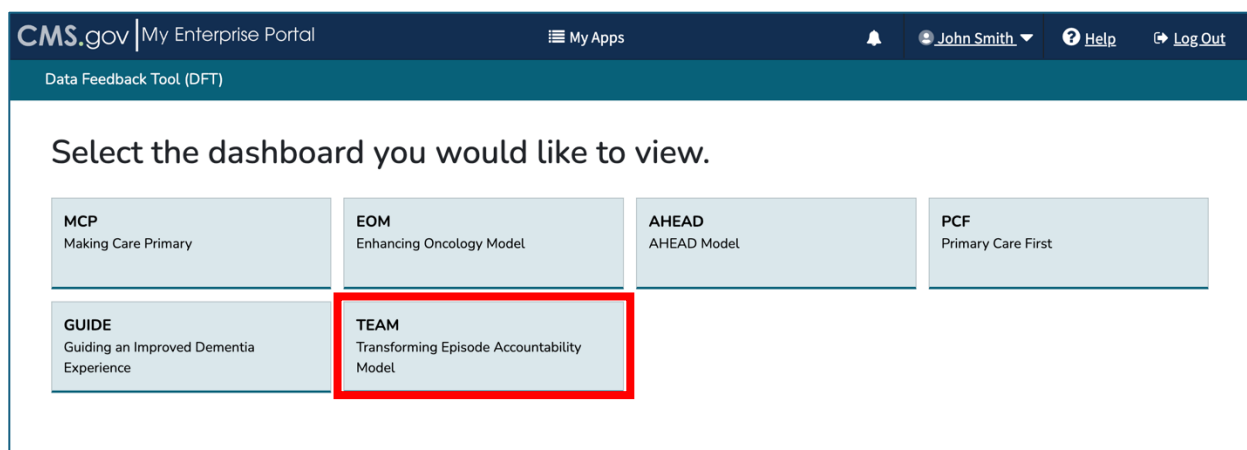 CMS.gov My Enterprise Portal
My Apps
John Smith
Help
Log Out
Data Feedback Tool (DFT)
Select the dashboard you would like to view.
MCP
Making Care Primary
EOM
Enhancing Oncology Model
AHEAD
AHEAD Model
PCF
Primary Care First
GUIDE
Guiding an Improved Dementia
Experience
TEAM
Transforming Episode Accountability
Model